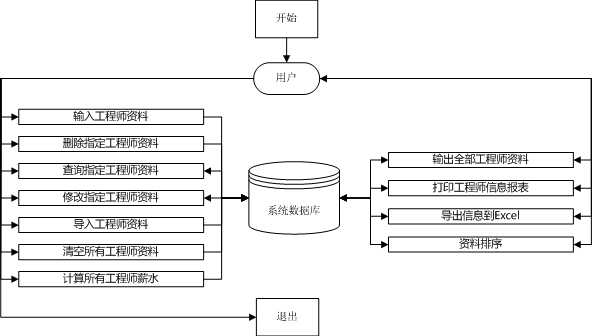 开始
用户
输入工程师资料
删除指定工程师资料
查询指定工程师资料
修改指定工程师资料
导入工程师资料
清空所有工程师资料
计算所有工程师薪水
系统数据库
输出全部工程师资料
打印工程师信息报表
导出信息到Excel
资料排序
退出